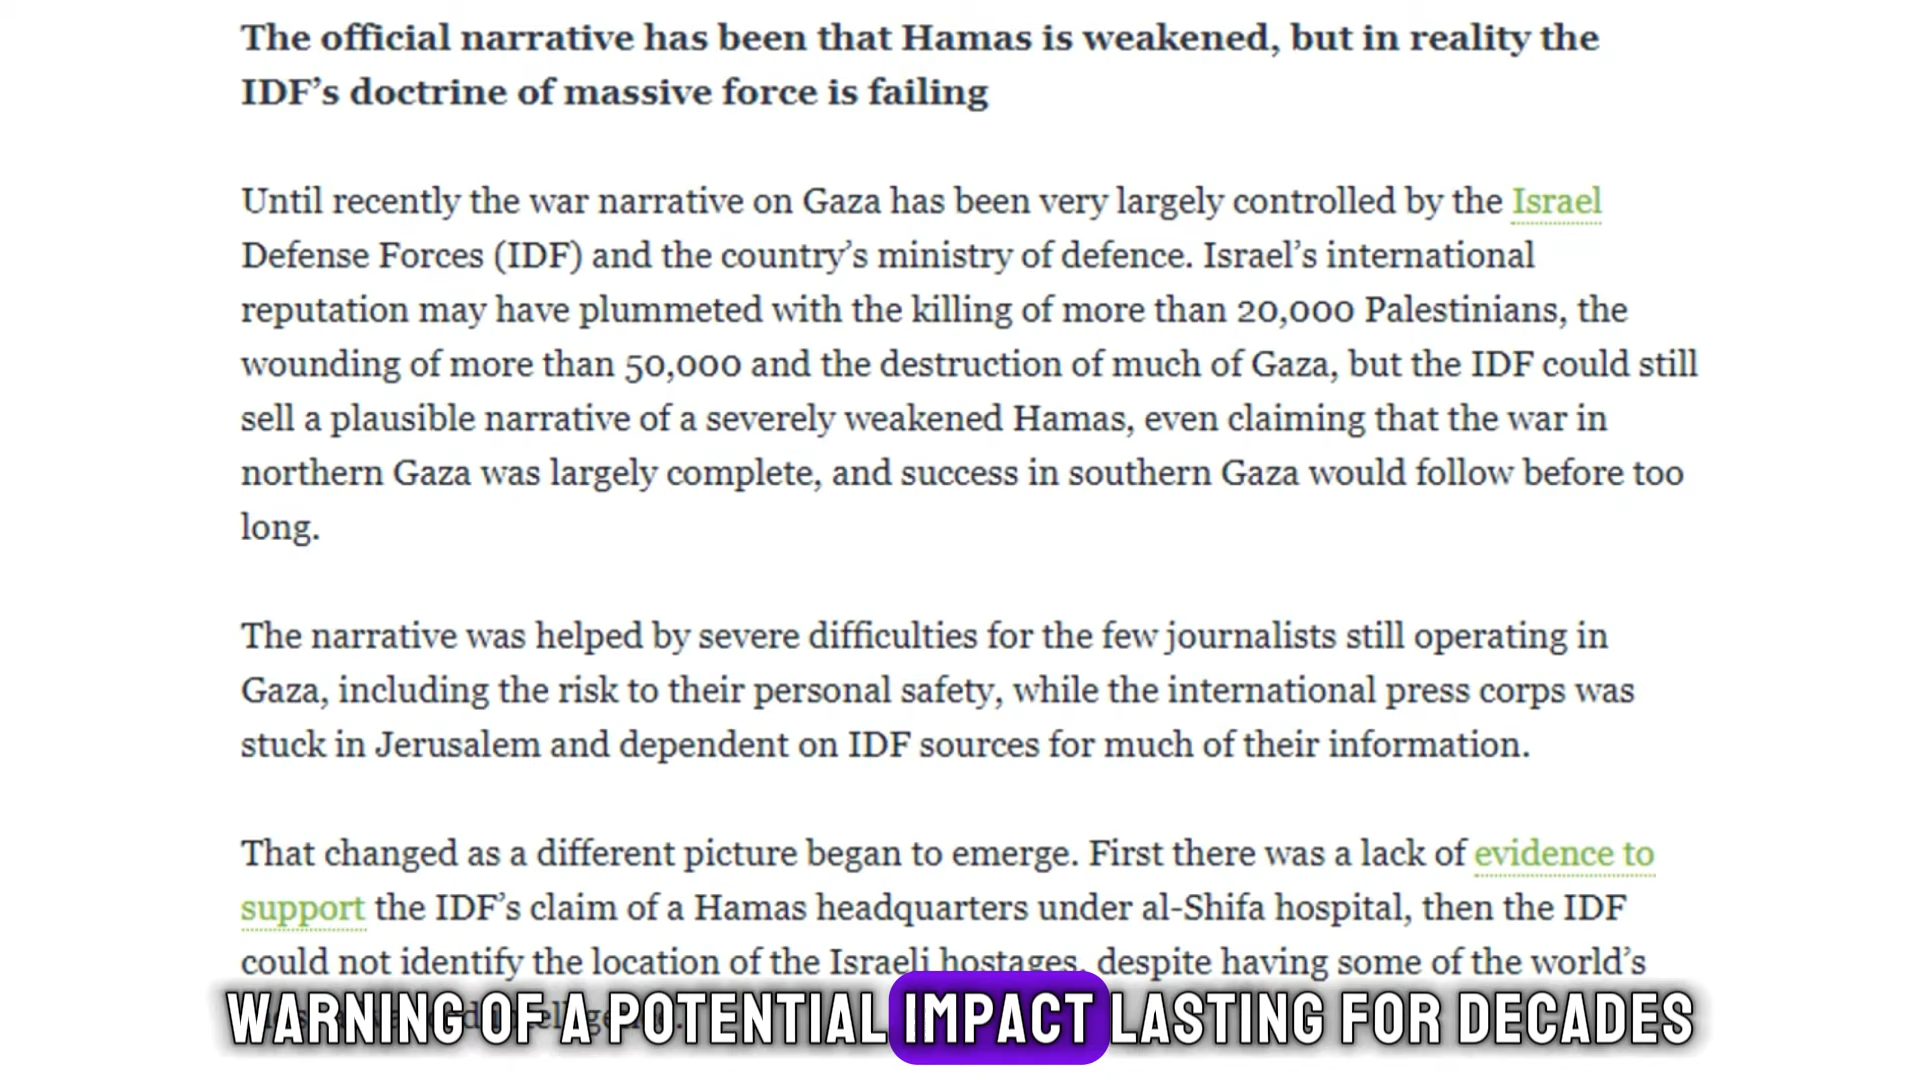 The official narrative has been that Hamas is weakened, but in reality the
IDF’s doctrine of massive force is failing
Until recently the war narrative on Gaza has been very largely controlled by the Israel
Defense Forces (IDF) and the country’s ministry of defence. Israel’s international
reputation may have plummeted with the killing of more than 20,000 Palestinians, the
wounding of more than 50,000 and the destruction of much of Gaza, but the IDF could still
sell a plausible narrative of a severely weakened Hamas, even claiming that the war in
northern Gaza was largely complete, and success in southern Gaza would follow before too
long.
The narrative was helped by severe difficulties for the few journalists still operating in
Gaza, including the risk to their personal safety, while the international press corps was
stuck in Jerusalem and dependent on IDF sources for much of their information.
That changed as a different picture began to emerge. First there was a lack of evidence to
support the IDF’s claim of a Hamas headquarters under al-Shifa hospital, then the IDF
could not identify the location of the Israeli hostages, despite having some of the world’s
WARNING OF A POTENTIAL IMPACT LASTING FOR DECADES